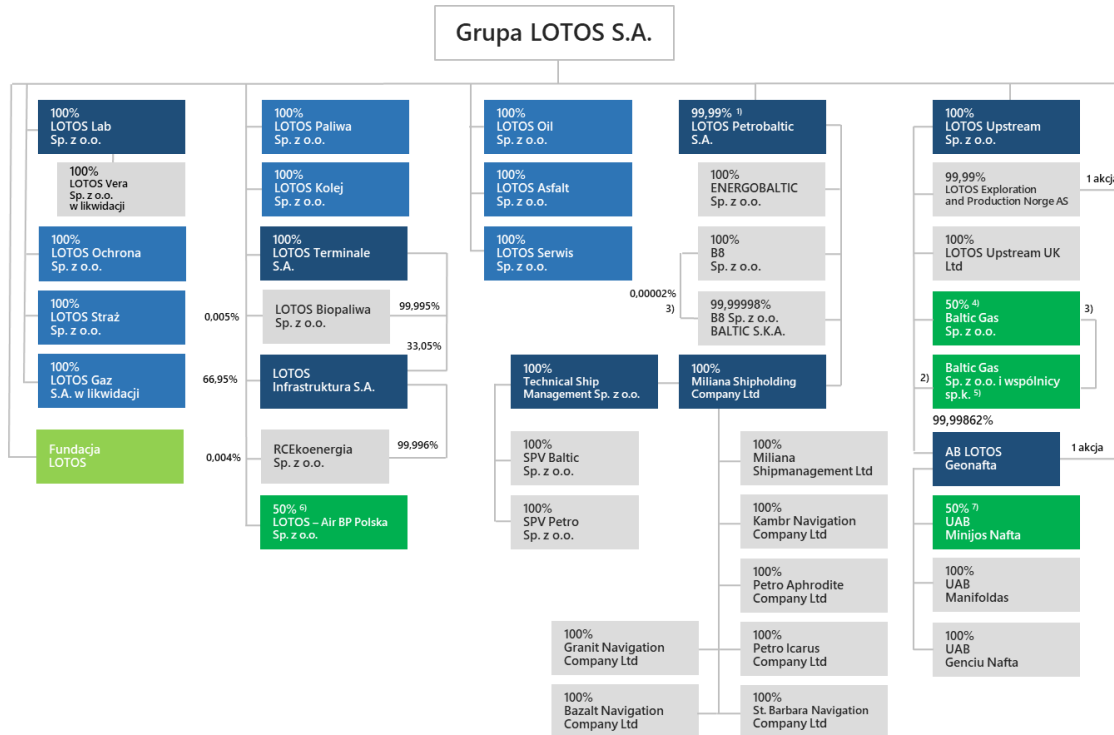 Grupa LOTOS S.A.
100%
LOTOS Lab
Sp. z o.o.
100%
LOTOS Vera
Sp. z o.o.
w likwidacji
100%
LOTOS Ochrona
Sp. z o.o.
100%
LOTOS Straż
Sp. z o.o.
100%
LOTOS Gaz
S.A. w likwidacji
Fundacja
LOTOS
100%
LOTOS Paliwa
Sp. z o.o.
100%
LOTOS Kolej
Sp. z o.o.
100%
LOTOS Terminale
S.A.
0,005%
LOTOS Biopaliwa
Sp. z o.o.
99,995%
33,05%
66,95%
LOTOS
Infrastruktura S.A.
0,004%
RCEkoenergia
Sp. z o.o.
99,996%
50% 6)
LOTOS – Air BP Polska
Sp. z o.o.
100%
LOTOS Oil
Sp. z o.o.
100%
LOTOS Asfalt
Sp. z o.o.
100%
LOTOS Serwis
Sp. z o.o.
99,99% 1)
LOTOS Petrobaltic
S.A.
100%
ENERGOBALTIC
Sp. z o.o.
100%
B8
Sp. z o.o.
0,00002%
3)
99,99998%
B8 Sp. z o.o.
BALTIC S.K.A.
100%
Technical Ship
Management Sp. z o.o.
100%
Miliana Shipholding
Company Ltd
100%
SPV Baltic
Sp. z o.o.
100%
SPV Petro
Sp. z o.o.
100%
Miliana
Shipmanagement Ltd
100%
Kambr Navigation
Company Ltd
100%
Petro Aphrodite
Company Ltd
100%
Granit Navigation
Company Ltd
100%
Petro Icarus
Company Ltd
100%
Bazalt Navigation
Company Ltd
100%
St. Barbara Navigation
Company Ltd
100%
LOTOS Upstream
Sp. z o.o.
99,99%
LOTOS Exploration
and Production Norge AS
1 akcja
100%
LOTOS Upstream UK
Ltd
50% 4)
Baltic Gas
Sp. z o.o.
3)
2)
Baltic Gas
Sp. z o.o. i wspólnicy
sp.k. 5)
99,99862%
AB LOTOS
Geonafta
1 akcja
50% 7)
UAB
Minijos Nafta
100%
UAB
Manifoldas
100%
UAB
Genciu Nafta